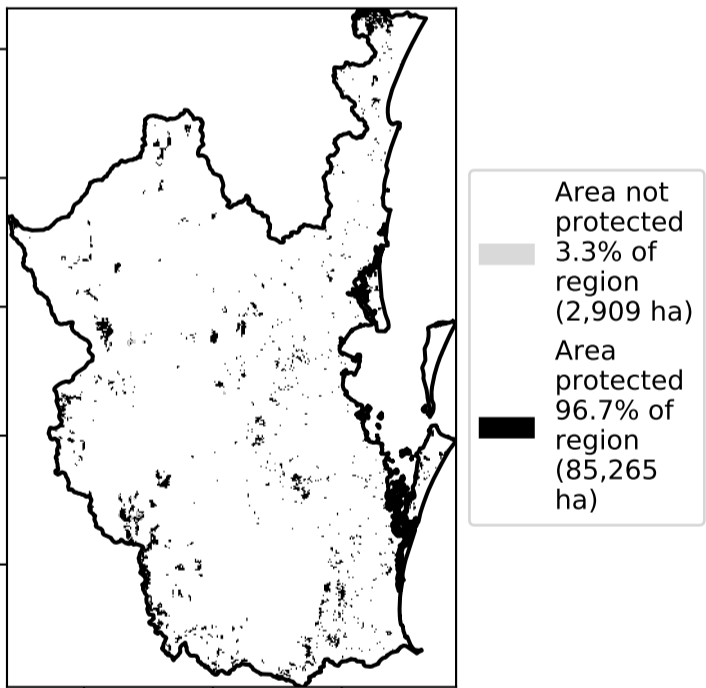 Area not
protected
3.3% of
region
(2,909 ha)
Area
protected
96.7% of
region
(85,265
ha)